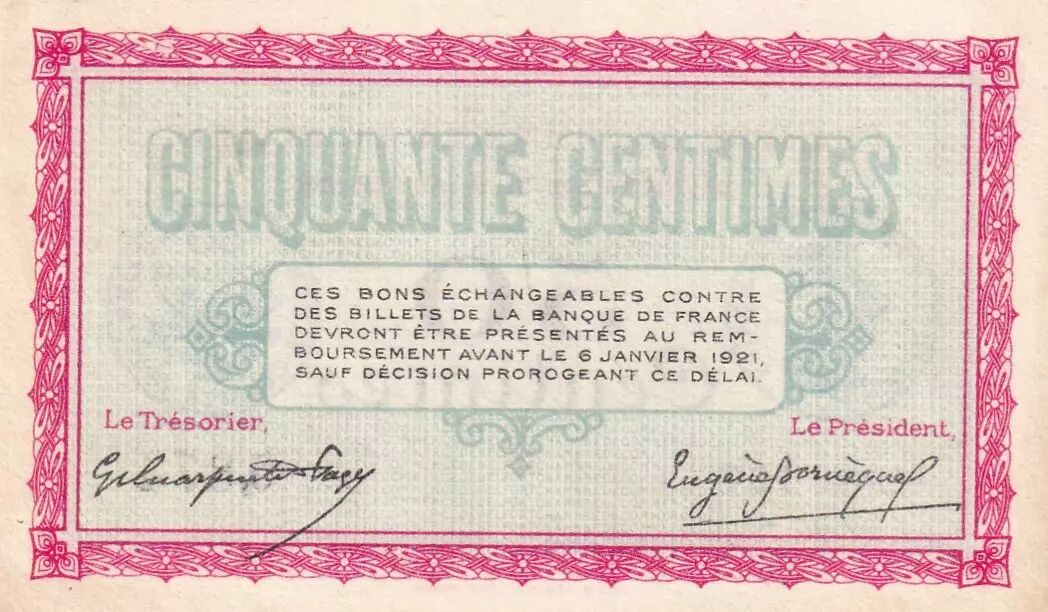 CINQUANTE CENTIMES
CES BONS ÉCHANGEABLES CONTRE
DES BILLETS DE LA BANQUE DE FRANCE
DEVRONT ÊTRE PRÉSENTÉS AU REM-
BOURSEMENT AVANT LE 6 JANVIER 1921,
SAUF DÉCISION PROROGEANT CE DÉLAI.
Le Trésorier,
Le Président,
Eugène